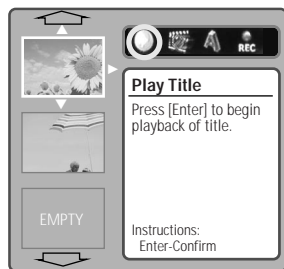 REC
Play Title
Press [Enter] to begin
playback of title.
EMPTY
Instructions:
Enter-Confirm